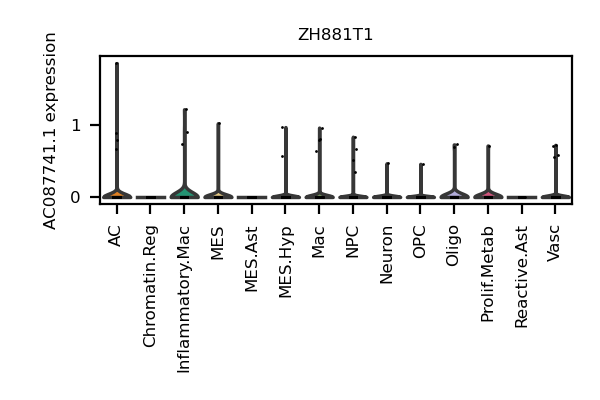 ZH881T1
AC087741.1 expression
1
0
AC
Chromatin.Reg
Inflammatory.Mac
MES
MES.Ast
MES.Hyp
Mac
NPC
Neuron
OPC
Oligo
Prolif.Metab
Reactive.Ast
Vasc